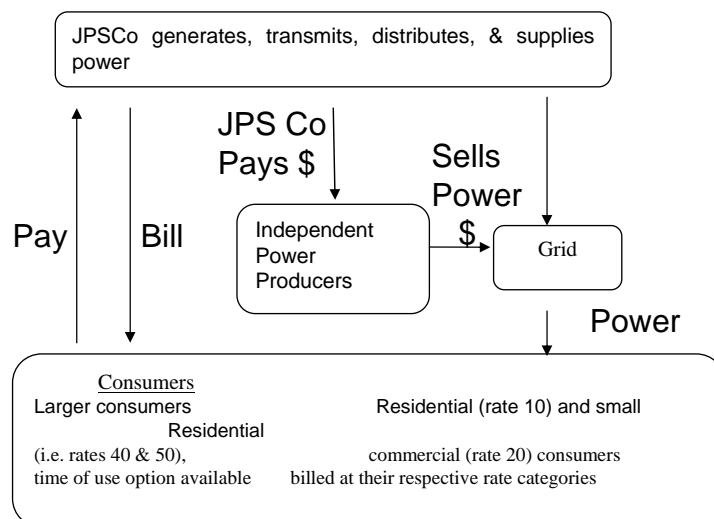 JPSCo generates, transmits, distributes, & supplies
power
JPS Co
Pays $
Sells
Power
$
Pay
Bill
Independent
Power
Producers
Grid
Power
Consumers
Larger consumers Residential (rate 10) and small
Residential
(i.e. rates 40 & 50), commercial (rate 20) consumers
time of use option available billed at their respective rate categories